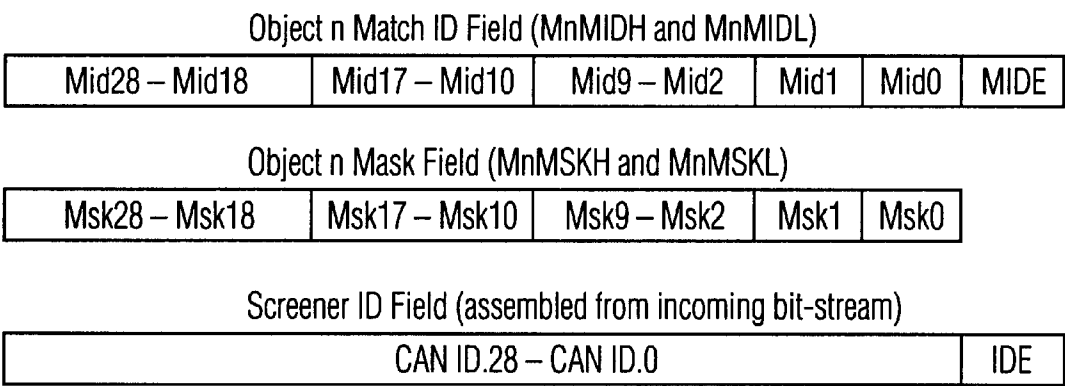 Object n Match ID Field (MnMIDH and MnMIDL)
Mid28 – Mid18 Mid17 – Mid10 Mid9 – Mid2 Mid1 Mid0 MIDE
Object n Mask Field (MnMSKH and MnMSKL)
Msk28 – Msk18 Msk17 – Msk10 Msk9 – Msk2 Msk1 Msk0
Screener ID Field (assembled from incoming bit-stream)
CAN ID.28 – CAN ID.0 IDE